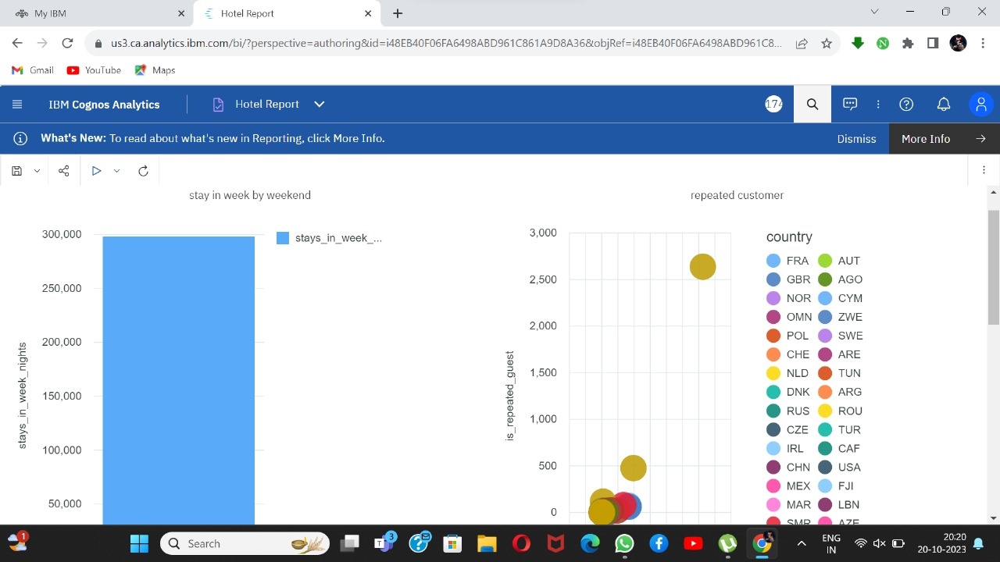 My IBM
Hotel Report
us3.ca.analytics.ibm.com/bi/?perspective=authoring&id=i48EB40F06FA6498ABD961C861A9D8A36&objRef=i48EB40F06FA6498ABD961C8...
Gmail YouTube Maps
IBM Cognos Analytics
Hotel Report
174
What's New: To read about what's new in Reporting, click More Info.
Dismiss
More Info
stay in week by weekend
300,000
250,000
200,000
150,000
100,000
50,000
stays_in_week_nights
stays_in_week_...
repeated customer
3,000
2,500
2,000
1,500
1,000
500
0
is_repeated_guest
country
FRA AUT
GBR AGO
NOR CYM
OMN ZWE
POL SWE
CHE ARE
NLD TUN
DNK ARG
RUS ROU
CZE TUR
IRL CAF
CHN USA
MEX FJI
MAR LBN
SMR AZE
1
Search
3
ENG
IN
20:20
20-10-2023